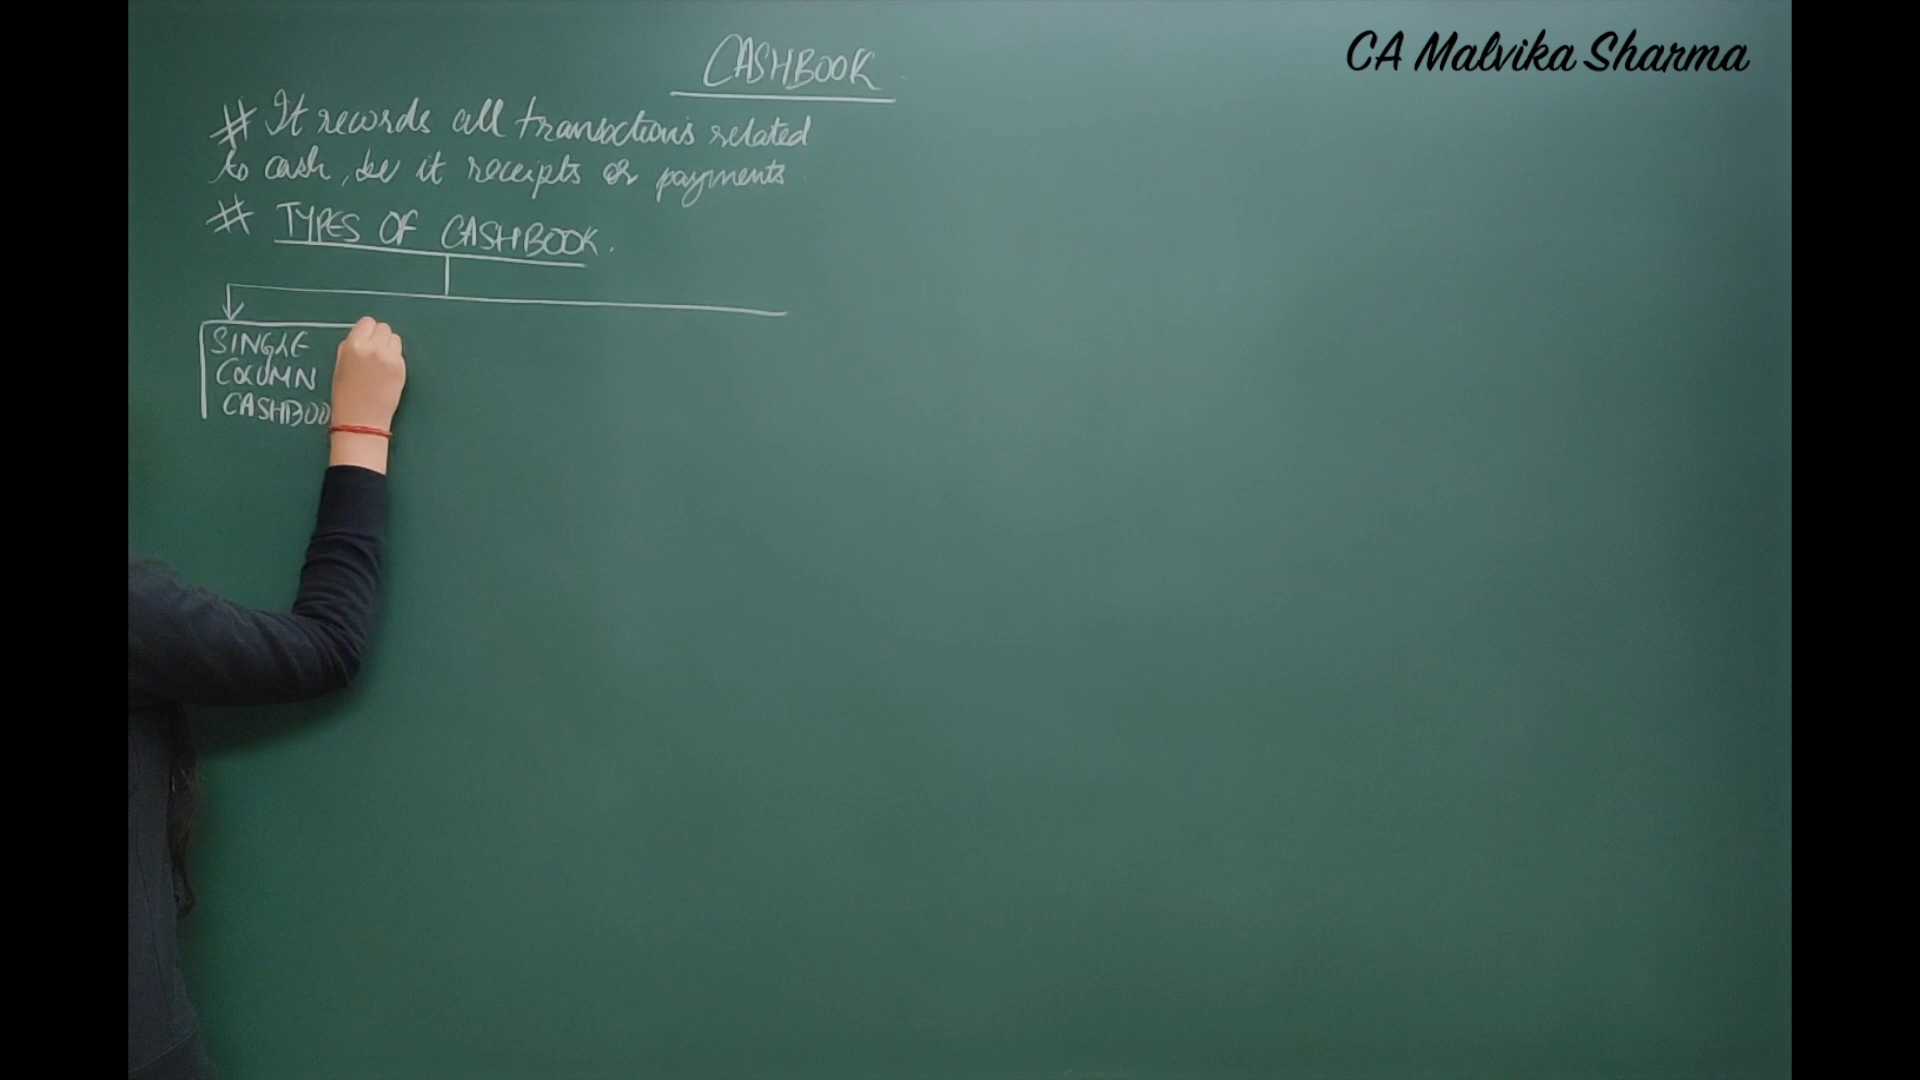 CASHBOOK
CA Malvika Sharma
# It records all transactions related
to cash, be it receipts or payments
# TYPES OF CASHBOOK.
SINGLE
COLUMN
CASHBOO